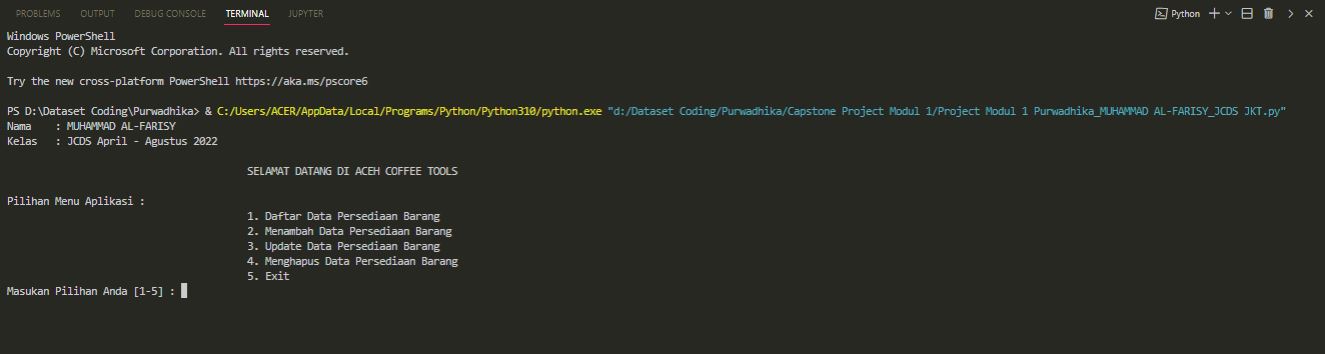 PROBLEMS OUTPUT DEBUG CONSOLE TERMINAL JUPYTER Python
Windows PowerShell
Copyright (C) Microsoft Corporation. All rights reserved.
Try the new cross-platform PowerShell https://aka.ms/pscore6
PS D:\Dataset Coding\Purwadhika> & C:/Users/ACER/AppData/Local/Programs/Python/Python310/python.exe "d:/Dataset Coding/Purwadhika/Capstone Project Modul 1/Project Modul 1 Purwadhika_MUHAMMAD AL-FARISY_JCDS JKT.py"
Nama : MUHAMMAD AL-FARISY
Kelas : JCDS April - Agustus 2022
SELAMAT DATANG DI ACEH COFFEE TOOLS
Pilihan Menu Aplikasi :
1. Daftar Data Persediaan Barang
2. Menambah Data Persediaan Barang
3. Update Data Persediaan Barang
4. Menghapus Data Persediaan Barang
5. Exit
Masukan Pilihan Anda [1-5] :